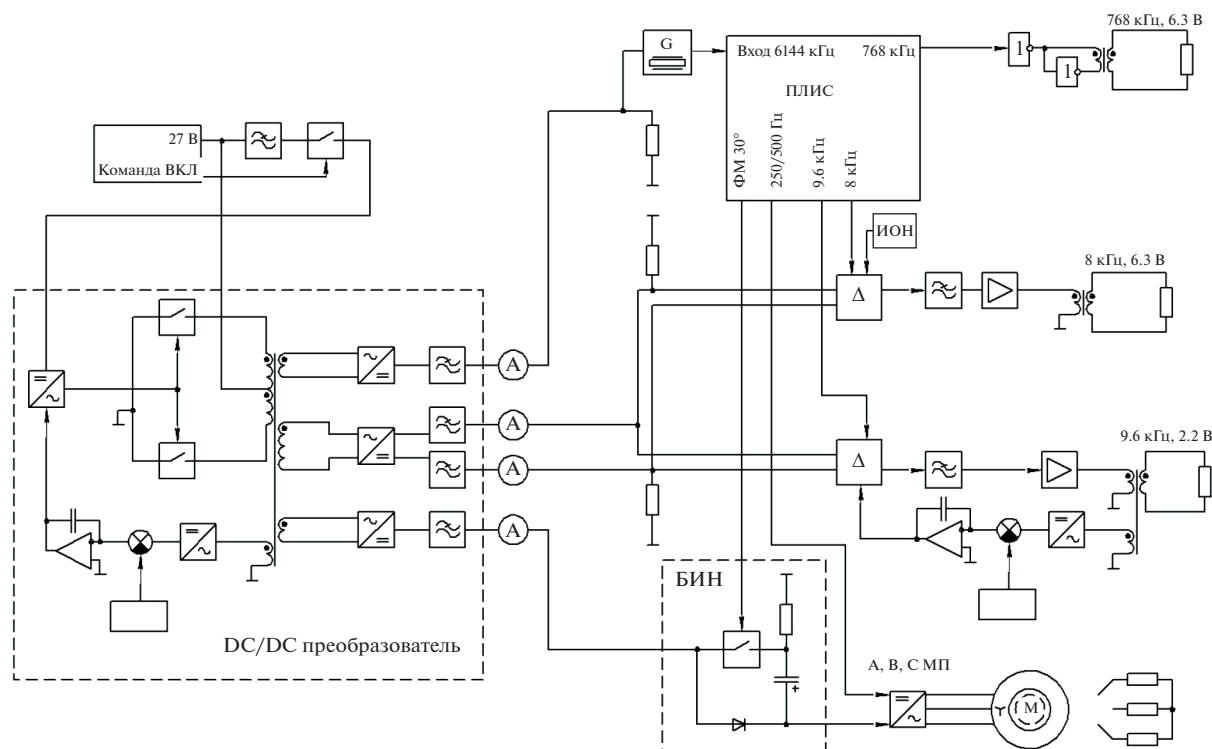 768 кГц, 6.3 В
G
Вход 6144 кГц 768 кГц
1
1
ПЛИС
27 В
Команда ВКЛ
ФМ 30°
250/500 Гц
9.6 кГц
8 кГц
ИОН
8 кГц, 6.3 В
Δ
A
A
9.6 кГц, 2.2 В
Δ
A
A
БИН
DC/DC преобразователь
А, В, С МП
+
М